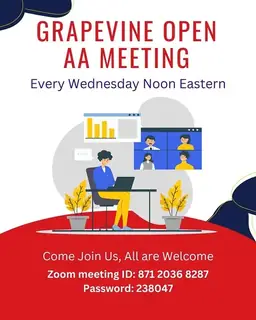 GRAPEVINE OPEN
AA MEETING
Every Wednesday Noon Eastern
Come Join Us, All are Welcome
Zoom meeting ID: 871 2036 8287
Password: 238047